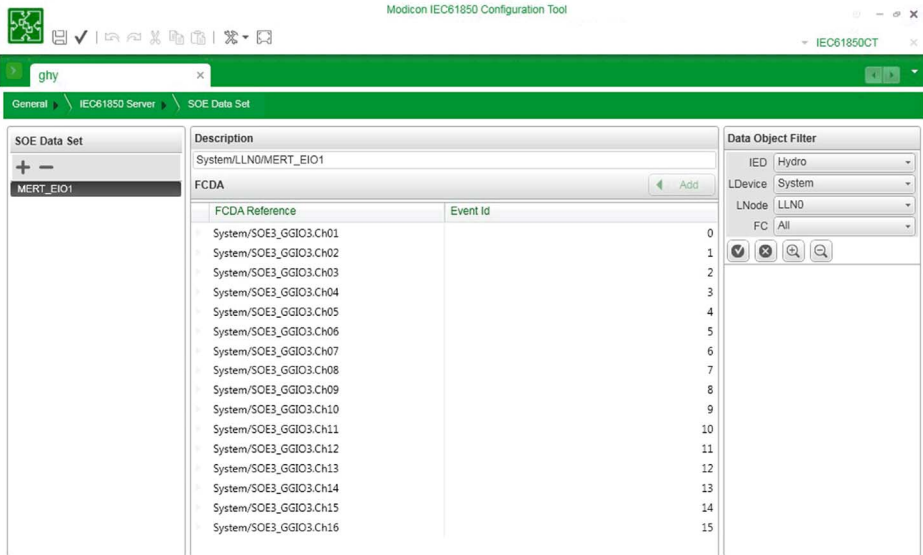 Modicon IEC61850 Configuration Tool
IEC61850CT
ghy
General
IEC61850 Server
SOE Data Set
SOE Data Set
MERT_EIO1
Description
System/LLN0/MERT_EIO1
FCDA
Add
FCDA Reference Event Id
System/SOE3_GGIO3.Ch01 0
System/SOE3_GGIO3.Ch02 1
System/SOE3_GGIO3.Ch03 2
System/SOE3_GGIO3.Ch04 3
System/SOE3_GGIO3.Ch05 4
System/SOE3_GGIO3.Ch06 5
System/SOE3_GGIO3.Ch07 6
System/SOE3_GGIO3.Ch08 7
System/SOE3_GGIO3.Ch09 8
System/SOE3_GGIO3.Ch10 9
System/SOE3_GGIO3.Ch11 10
System/SOE3_GGIO3.Ch12 11
System/SOE3_GGIO3.Ch13 12
System/SOE3_GGIO3.Ch14 13
System/SOE3_GGIO3.Ch15 14
System/SOE3_GGIO3.Ch16 15
Data Object Filter
IED Hydro
LDevice System
LNode LLN0
FC All